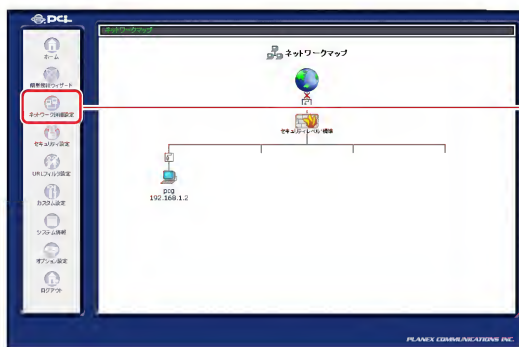 PCI
ネットワークマップ
ネットワークマップ
ホーム
簡単接続ウィザード
ネットワーク詳細設定
セキュリティ設定
URLフィルタ設定
カスタム設定
システム情報
オプション設定
ログアウト
セキュリティレベル:標準
pcg
192.168.1.2
PLANEX COMMUNICATIONS INC.